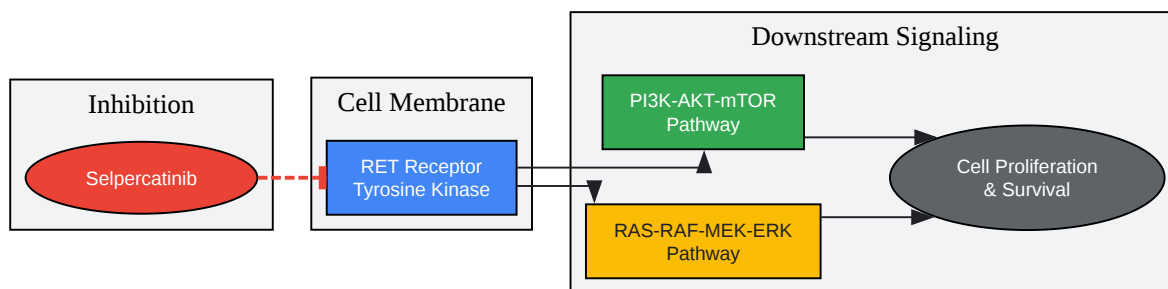 Inhibition
Selpercatinib
Cell Membrane
RET Receptor
Tyrosine Kinase
Downstream Signaling
PI3K-AKT-mTOR
Pathway
RAS-RAF-MEK-ERK
Pathway
Cell Proliferation
& Survival